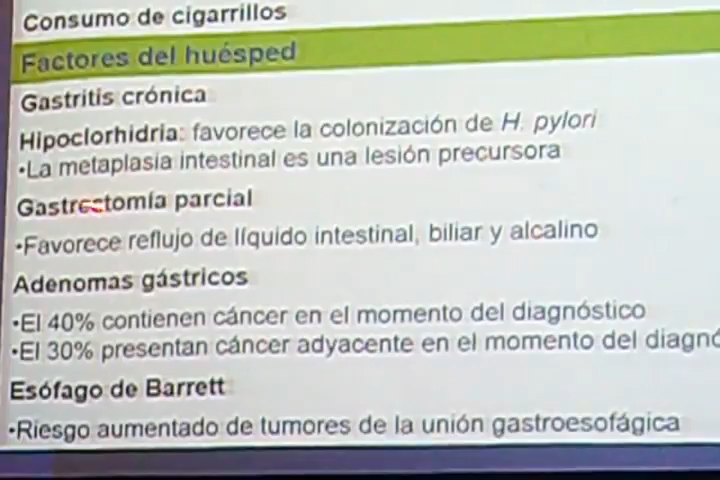 Consumo de cigarrillos
Factores del huésped
Gastritis crónica
Hipoclorhidria: favorece la colonización de H. pylori
•La metaplasia intestinal es una lesión precursora
Gastrectomía parcial
•Favorece reflujo de líquido intestinal, biliar y alcalino
Adenomas gástricos
•El 40% contienen cáncer en el momento del diagnóstico
•El 30% presentan cáncer adyacente en el momento del
Esófago de Barrett
•Riesgo aumentado de tumores de la unión gastroesofágica